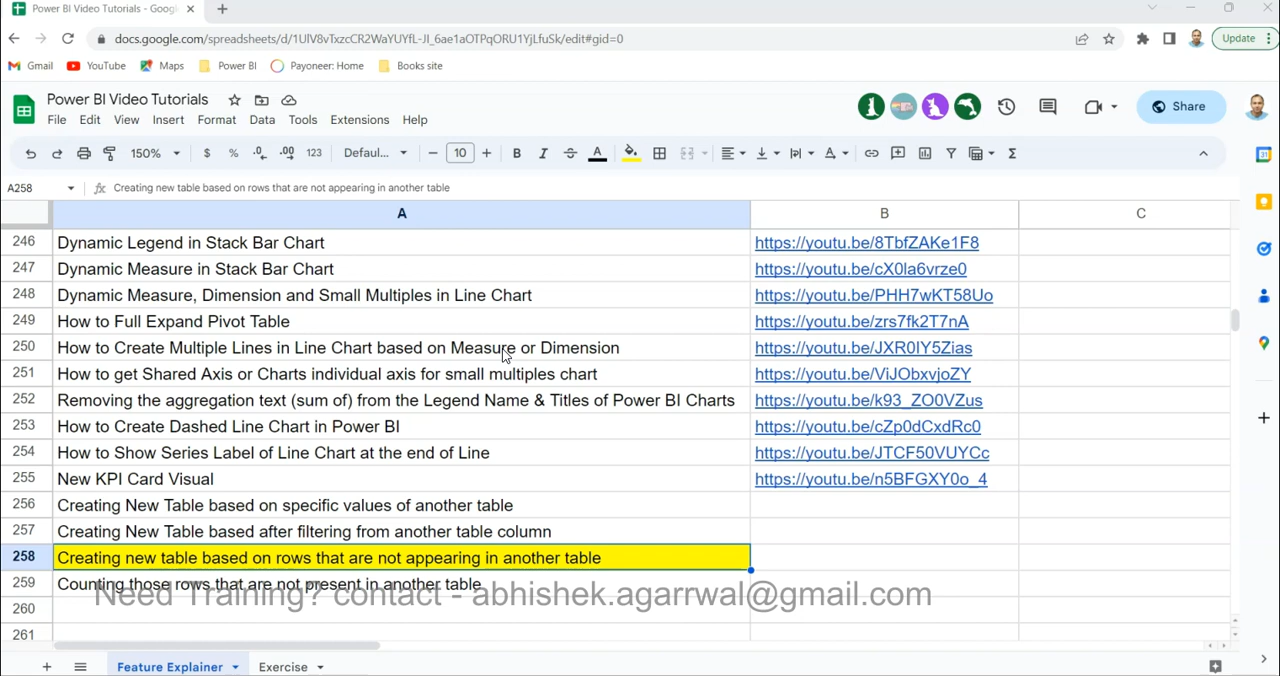 Power BI Video Tutorials - Googl
docs.google.com/spreadsheets/d/1UlV8vTxzcCR2WaYUYfL-JI_6ae1aOTPqORU1YjLfuSk/edit#gid=0
Update
Gmail YouTube Maps Power BI Payoneer: Home Books site
Power BI Video Tutorials
File Edit View Insert Format Data Tools Extensions Help
Share
150% $ % .0 .00 123 Defaul... 10 B I A
A258 fx Creating new table based on rows that are not appearing in another table
A B C
246 Dynamic Legend in Stack Bar Chart https://youtu.be/8TbfZAKe1F8
247 Dynamic Measure in Stack Bar Chart https://youtu.be/cX0la6vrze0
248 Dynamic Measure, Dimension and Small Multiples in Line Chart https://youtu.be/PHH7wKT58Uo
249 How to Full Expand Pivot Table https://youtu.be/zrs7fk2T7nA
250 How to Create Multiple Lines in Line Chart based on Measure or Dimension https://youtu.be/JXR0IY5Zias
251 How to get Shared Axis or Charts individual axis for small multiples chart https://youtu.be/ViJObxvjoZY
252 Removing the aggregation text (sum of) from the Legend Name & Titles of Power BI Charts https://youtu.be/k93_ZO0VZus
253 How to Create Dashed Line Chart in Power BI https://youtu.be/cZp0dCxdRc0
254 How to Show Series Label of Line Chart at the end of Line https://youtu.be/JTCF50VUYCc
255 New KPI Card Visual https://youtu.be/n5BFGXY0o_4
256 Creating New Table based on specific values of another table
257 Creating New Table based after filtering from another table column
258 Creating new table based on rows that are not appearing in another table
259 Counting those rows that are not present in another table
Need Training? contact - abhishek.agarrwal@gmail.com
260
261
Feature Explainer Exercise